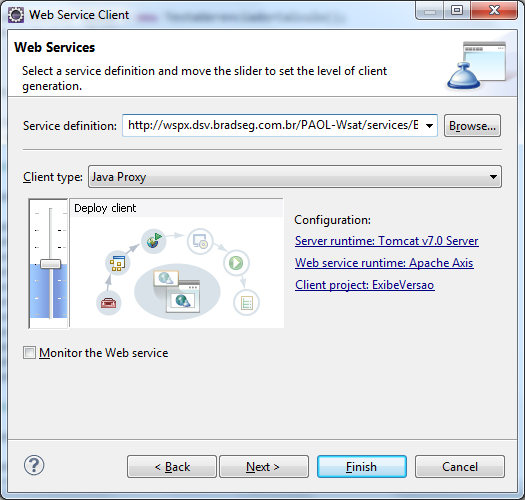 Web Service Client
Web Services
Select a service definition and move the slider to set the level of client
generation.
Service definition: http://wspx.dsv.bradseg.com.br/PAOL-Wsat/services/E Browse...
Client type: Java Proxy
Deploy client
Configuration:
Server runtime: Tomcat v7.0 Server
Web service runtime: Apache Axis
Client project: ExibeVersao
Monitor the Web service
? < Back Next > Finish Cancel